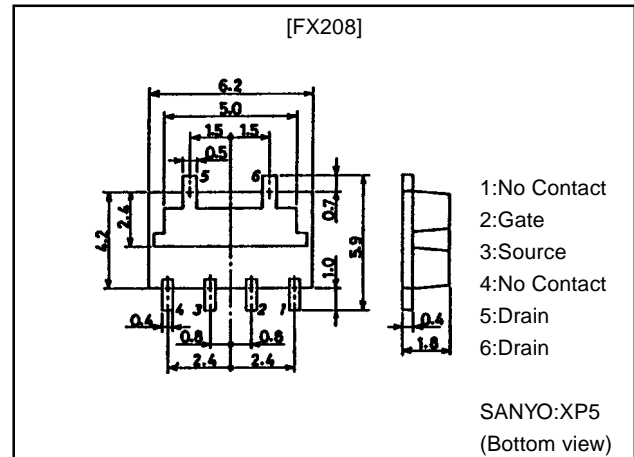 [FX208]
6.2
5.0
1.5 1.5
0.5
5 6
4.2
2.4
0.7
5.9
1.0
4 3 2 1
0.4
0.8 0.8
2.4 2.4
0.4
1.8
1:No Contact
2:Gate
3:Source
4:No Contact
5:Drain
6:Drain
SANYO:XP5
(Bottom view)